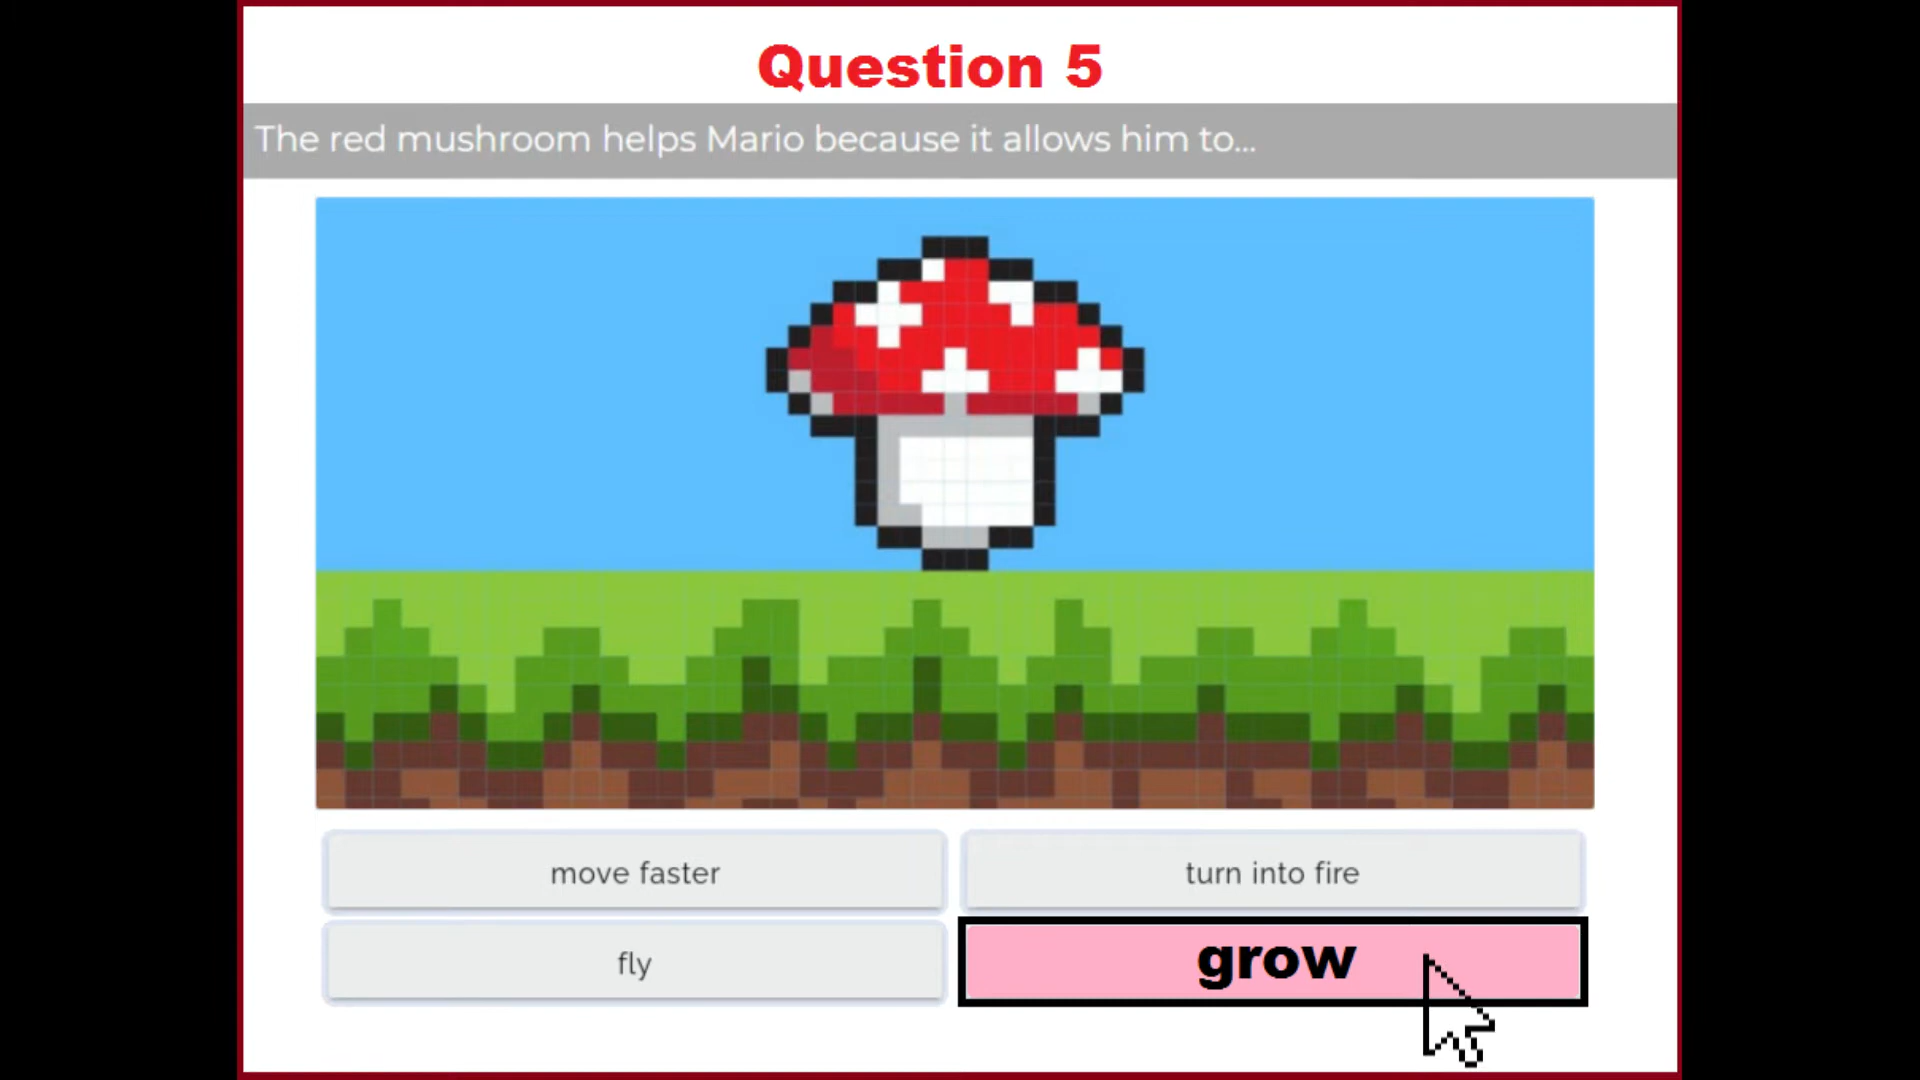 Question 5
The red mushroom helps Mario because it allows him to...
move faster
turn into fire
fly
grow